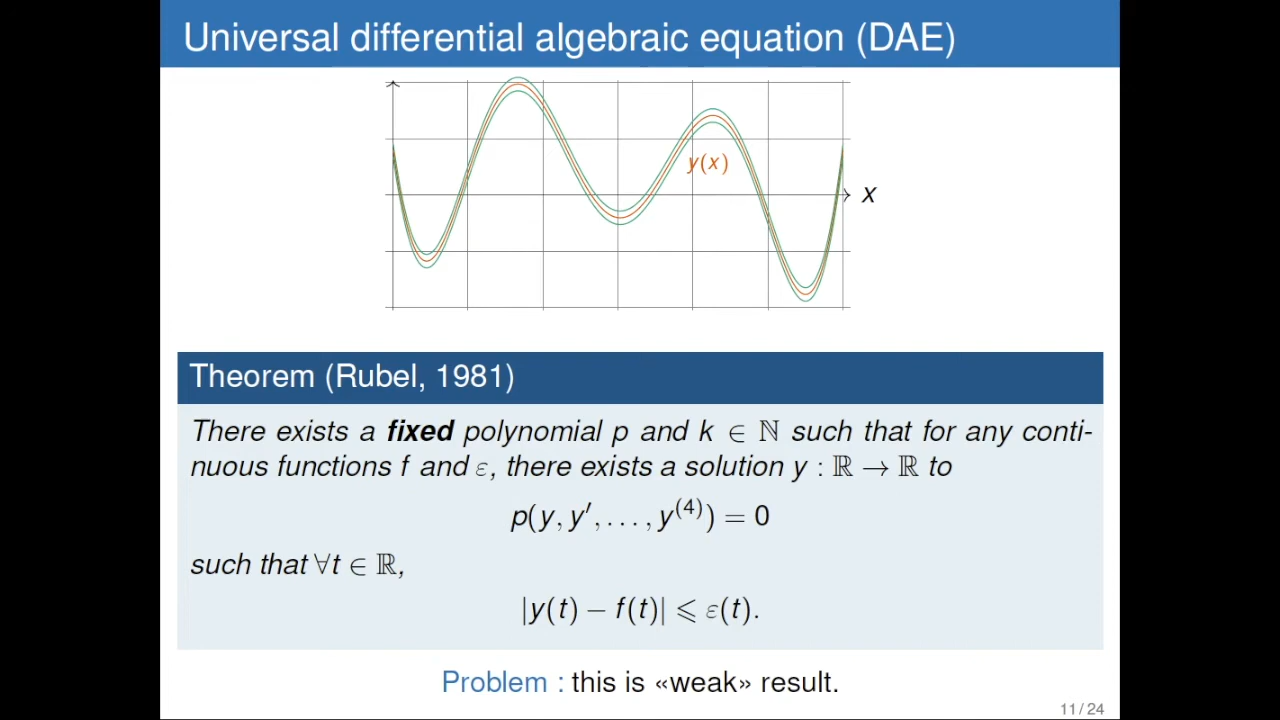 Universal differential algebraic equation (DAE)
y(x)
x
Theorem (Rubel, 1981)
There exists a fixed polynomial p and k ∈ ℕ such that for any conti-
nuous functions f and ε, there exists a solution y : ℝ → ℝ to
p(y, y′, . . . , y⁽⁴⁾) = 0
such that ∀t ∈ ℝ,
|y(t) − f(t)| ⩽ ε(t).
Problem : this is «weak» result.
11 / 24